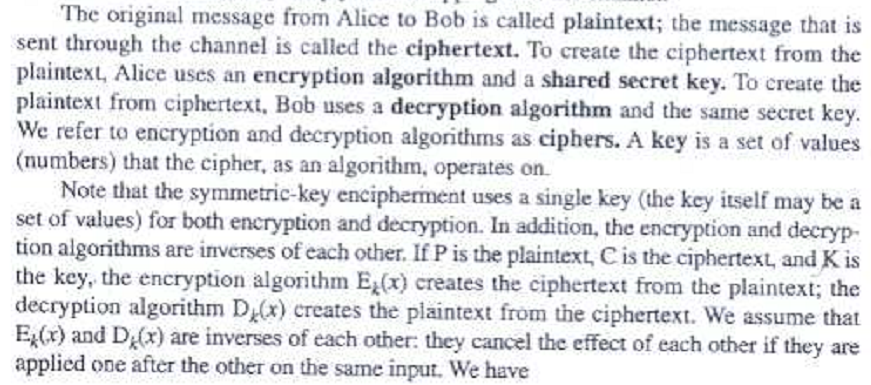 The original message from Alice to Bob is called plaintext; the message that is
sent through the channel is called the ciphertext. To create the ciphertext from the
plaintext, Alice uses an encryption algorithm and a shared secret key. To create the
plaintext from ciphertext, Bob uses a decryption algorithm and the same secret key.
We refer to encryption and decryption algorithms as ciphers. A key is a set of values
(numbers) that the cipher, as an algorithm, operates on.
Note that the symmetric-key encipherment uses a single key (the key itself may be a
set of values) for both encryption and decryption. In addition, the encryption and decryp-
tion algorithms are inverses of each other. If P is the plaintext, C is the ciphertext, and K is
the key, the encryption algorithm Eₖ(x) creates the ciphertext from the plaintext; the
decryption algorithm Dₖ(x) creates the plaintext from the ciphertext. We assume that
Eₖ(x) and Dₖ(x) are inverses of each other: they cancel the effect of each other if they are
applied one after the other on the same input. We have